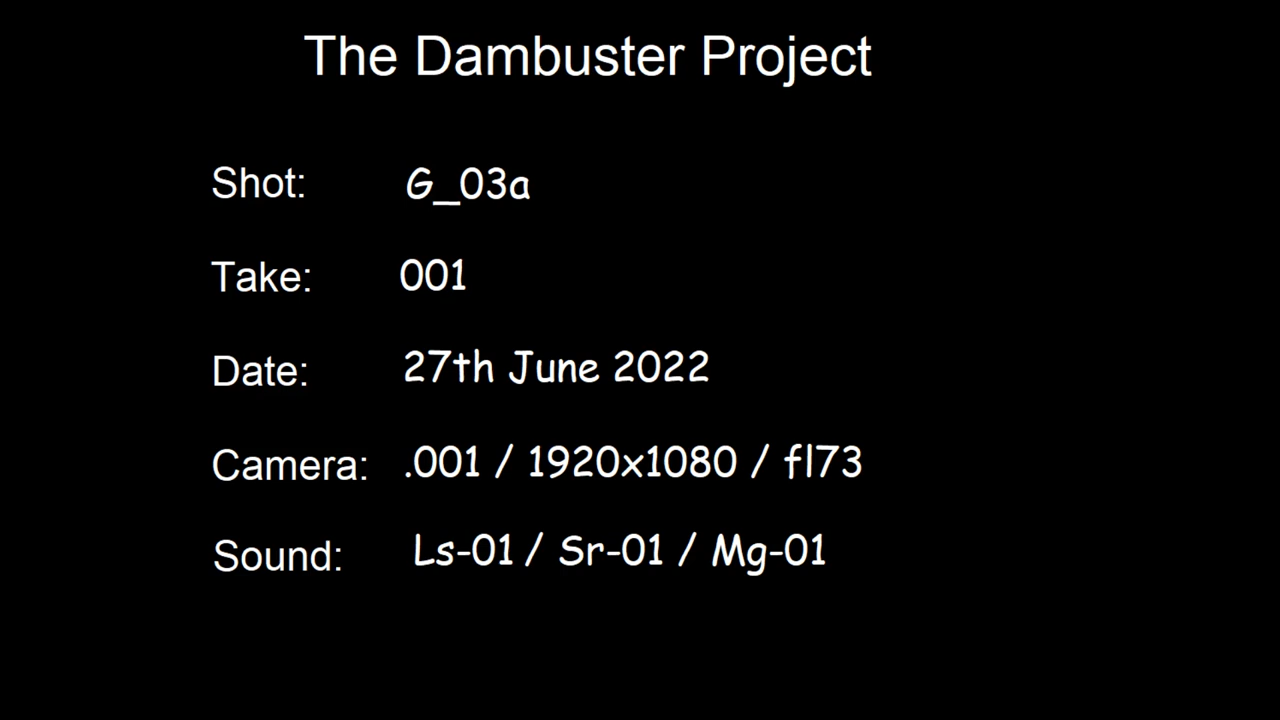 The Dambuster Project
Shot: G_03a
Take: 001
Date: 27th June 2022
Camera: .001 / 1920x1080 / fl73
Sound: Ls-01 / Sr-01 / Mg-01